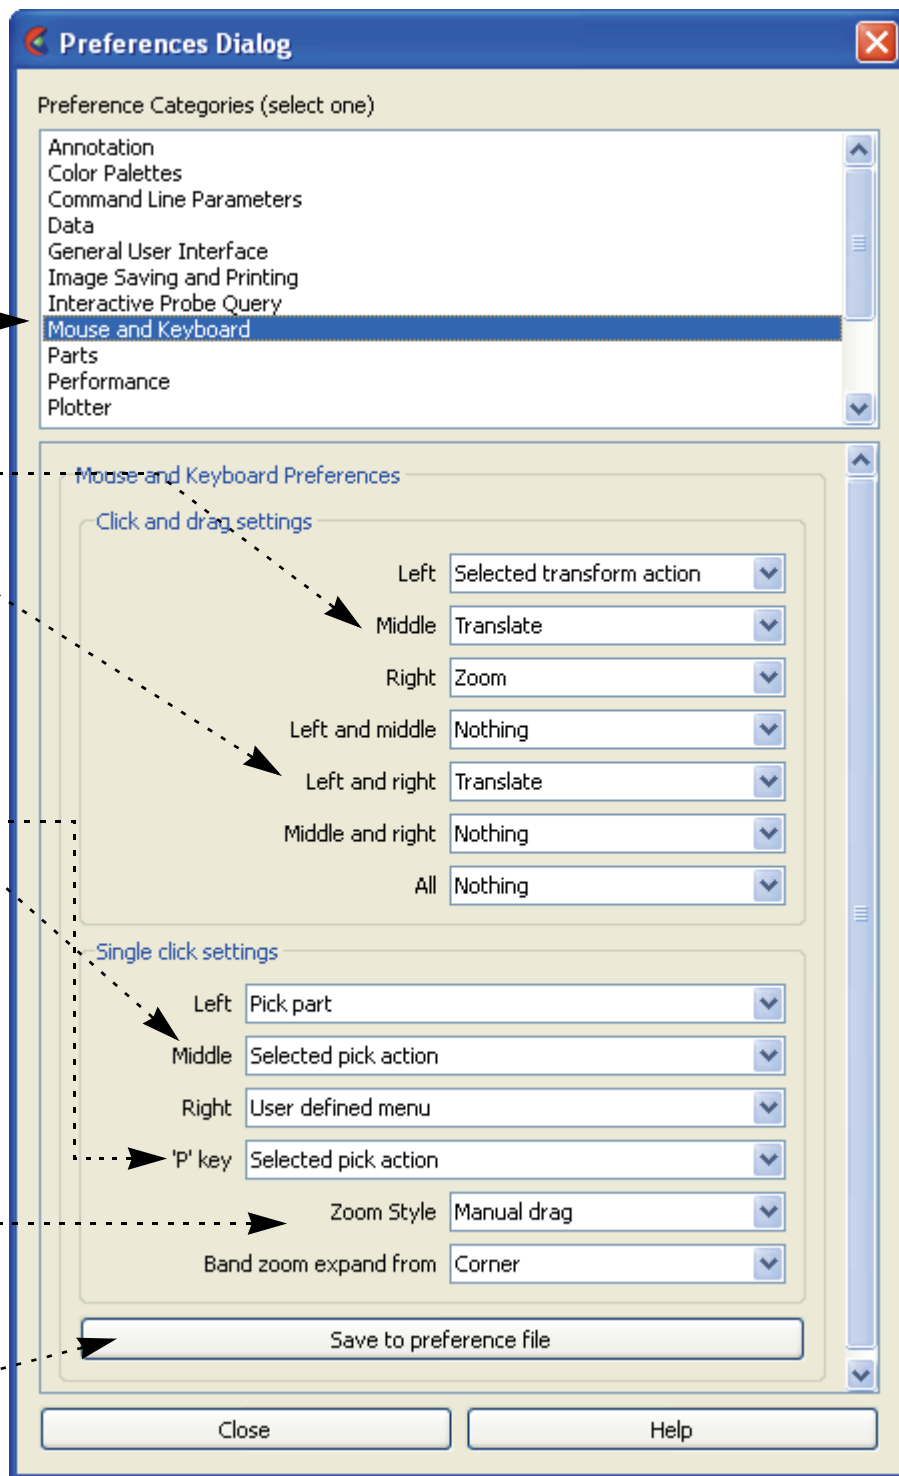 Preferences Dialog
Preference Categories (select one)
Annotation
Color Palettes
Command Line Parameters
Data
General User Interface
Image Saving and Printing
Interactive Probe Query
Mouse and Keyboard
Parts
Performance
Plotter
Mouse and Keyboard Preferences
Click and drag settings
Left Selected transform action
Middle Translate
Right Zoom
Left and middle Nothing
Left and right Translate
Middle and right Nothing
All Nothing
Single click settings
Left Pick part
Middle Selected pick action
Right User defined menu
'P' key Selected pick action
Zoom Style Manual drag
Band zoom expand from Corner
Save to preference file
Close Help